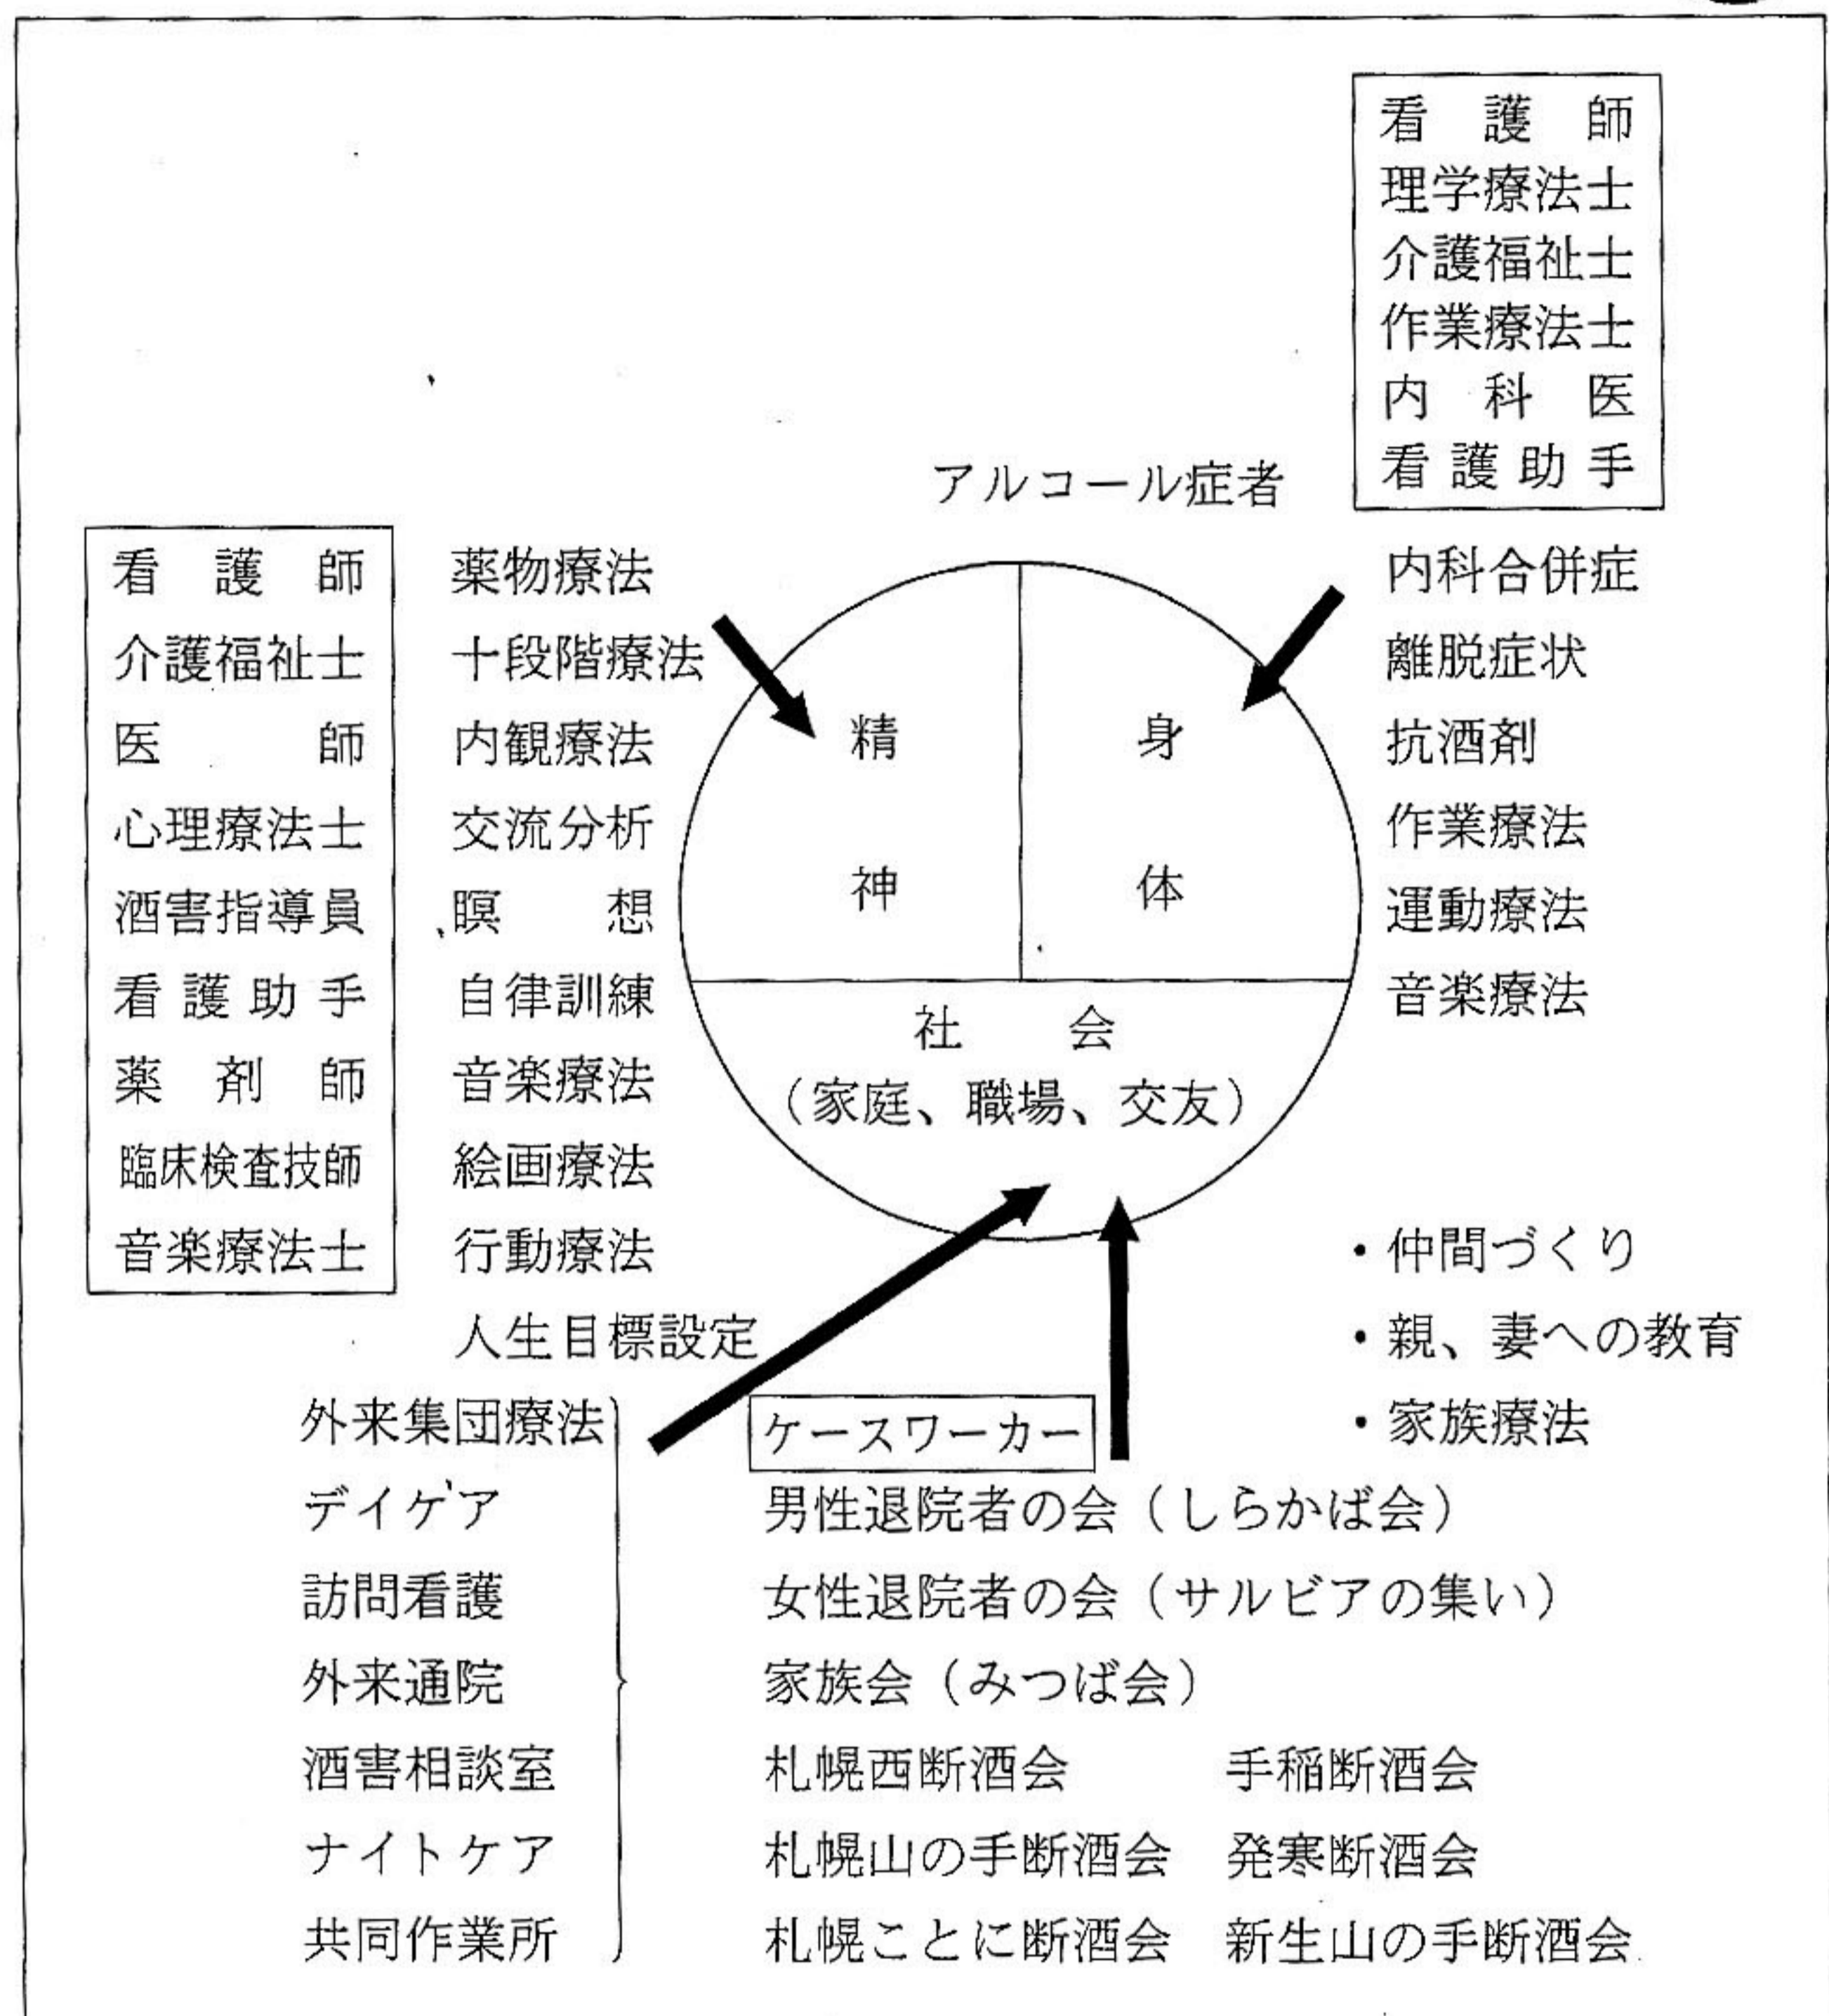 看護師
理学療法士
介護福祉士
作業療法士
内科医
看護助手
アルコール症者
看護師
介護福祉士
医師
心理療法士
酒害指導員
看護助手
薬剤師
臨床検査技師
音楽療法士
薬物療法
十段階療法
内観療法
交流分析
瞑想
自律訓練
音楽療法
絵画療法
行動療法
人生目標設定
精神
身体
社会
（家庭、職場、交友）
内科合併症
離脱症状
抗酒剤
作業療法
運動療法
音楽療法
・仲間づくり
・親、妻への教育
・家族療法
外来集団療法
デイケア
訪問看護
外来通院
酒害相談室
ナイトケア
共同作業所
ケースワーカー
男性退院者の会（しらかば会）
女性退院者の会（サルビアの集い）
家族会（みつば会）
札幌西断酒会　手稲断酒会
札幌山の手断酒会　発寒断酒会
札幌ことに断酒会　新生山の手断酒会